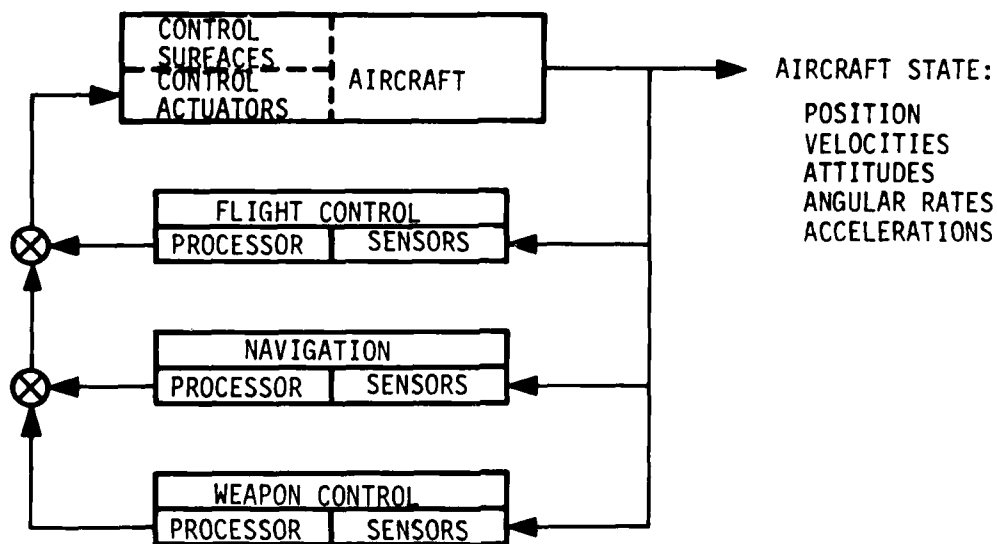 CONTROL
SURFACES
CONTROL
ACTUATORS
AIRCRAFT
AIRCRAFT STATE:
POSITION
VELOCITIES
ATTITUDES
ANGULAR RATES
ACCELERATIONS
FLIGHT CONTROL
PROCESSOR SENSORS
NAVIGATION
PROCESSOR SENSORS
WEAPON CONTROL
PROCESSOR SENSORS